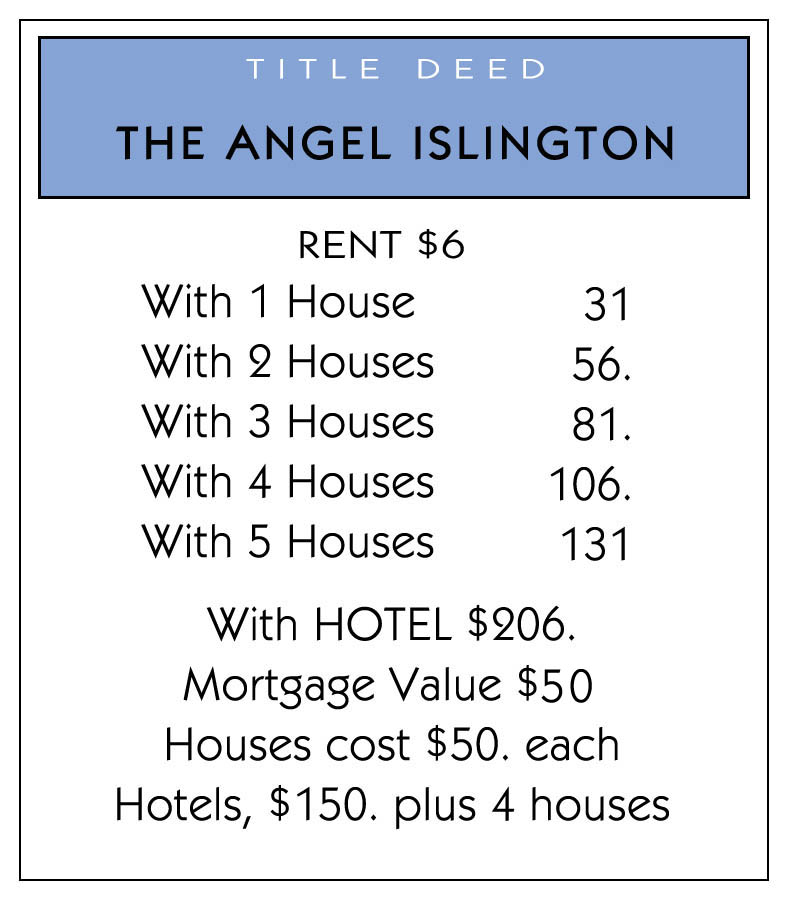 TITLE DEED
THE ANGEL ISLINGTON
RENT $6
With 1 House 31
With 2 Houses 56.
With 3 Houses 81.
With 4 Houses 106.
With 5 Houses 131
With HOTEL $206.
Mortgage Value $50
Houses cost $50. each
Hotels, $150. plus 4 houses